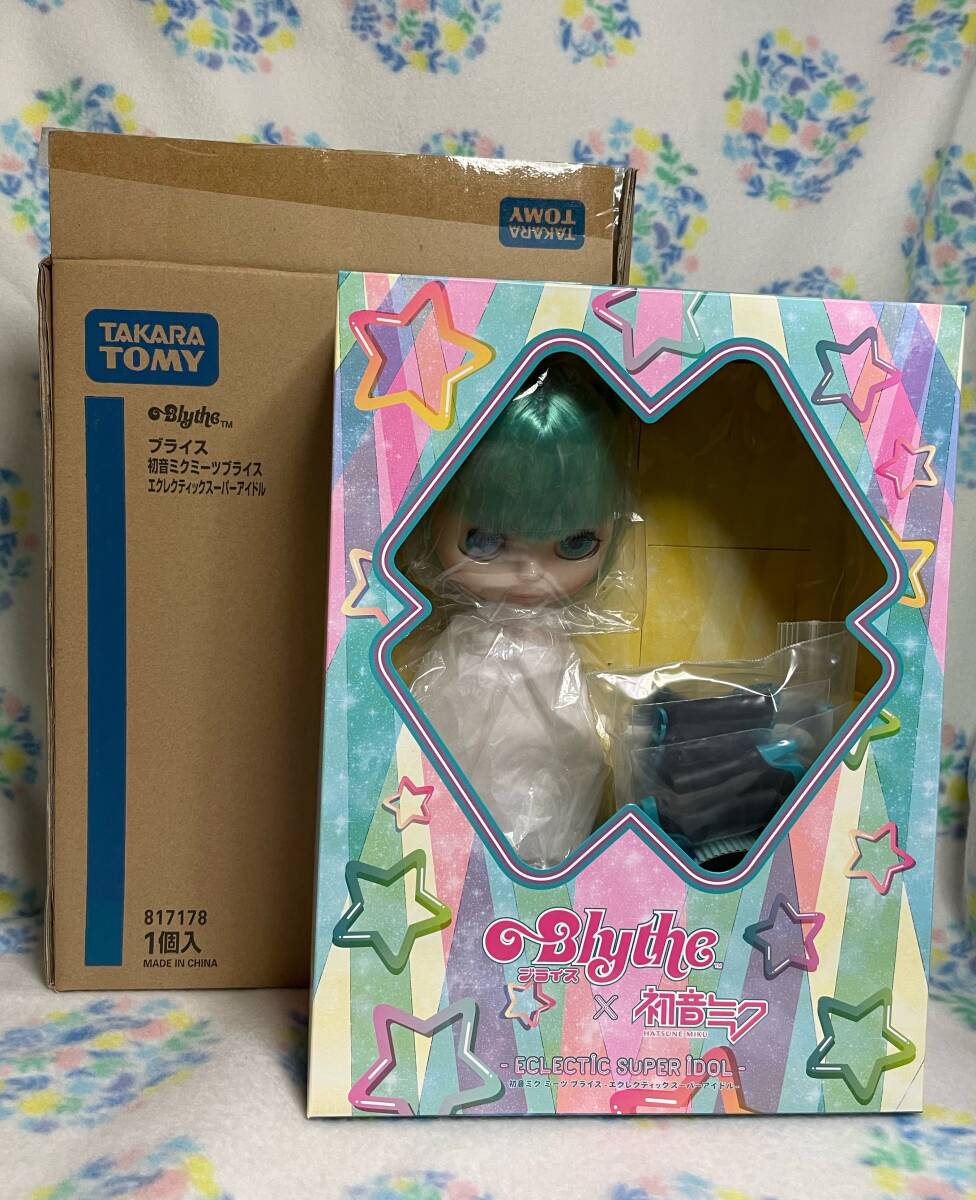 TAKARA
TOMY
TAKARA
TOMY
Blythe™
ブライス
初音ミクミーツブライス
エクレクティックスーパーアイドル
817178
1個入
MADE IN CHINA
Blythe™
ブライス
×
初音ミク
HATSUNE MIKU
- ECLECTIC SUPER iDOL -
初音ミク ミーツ ブライス - エクレクティック スーパーアイドル -